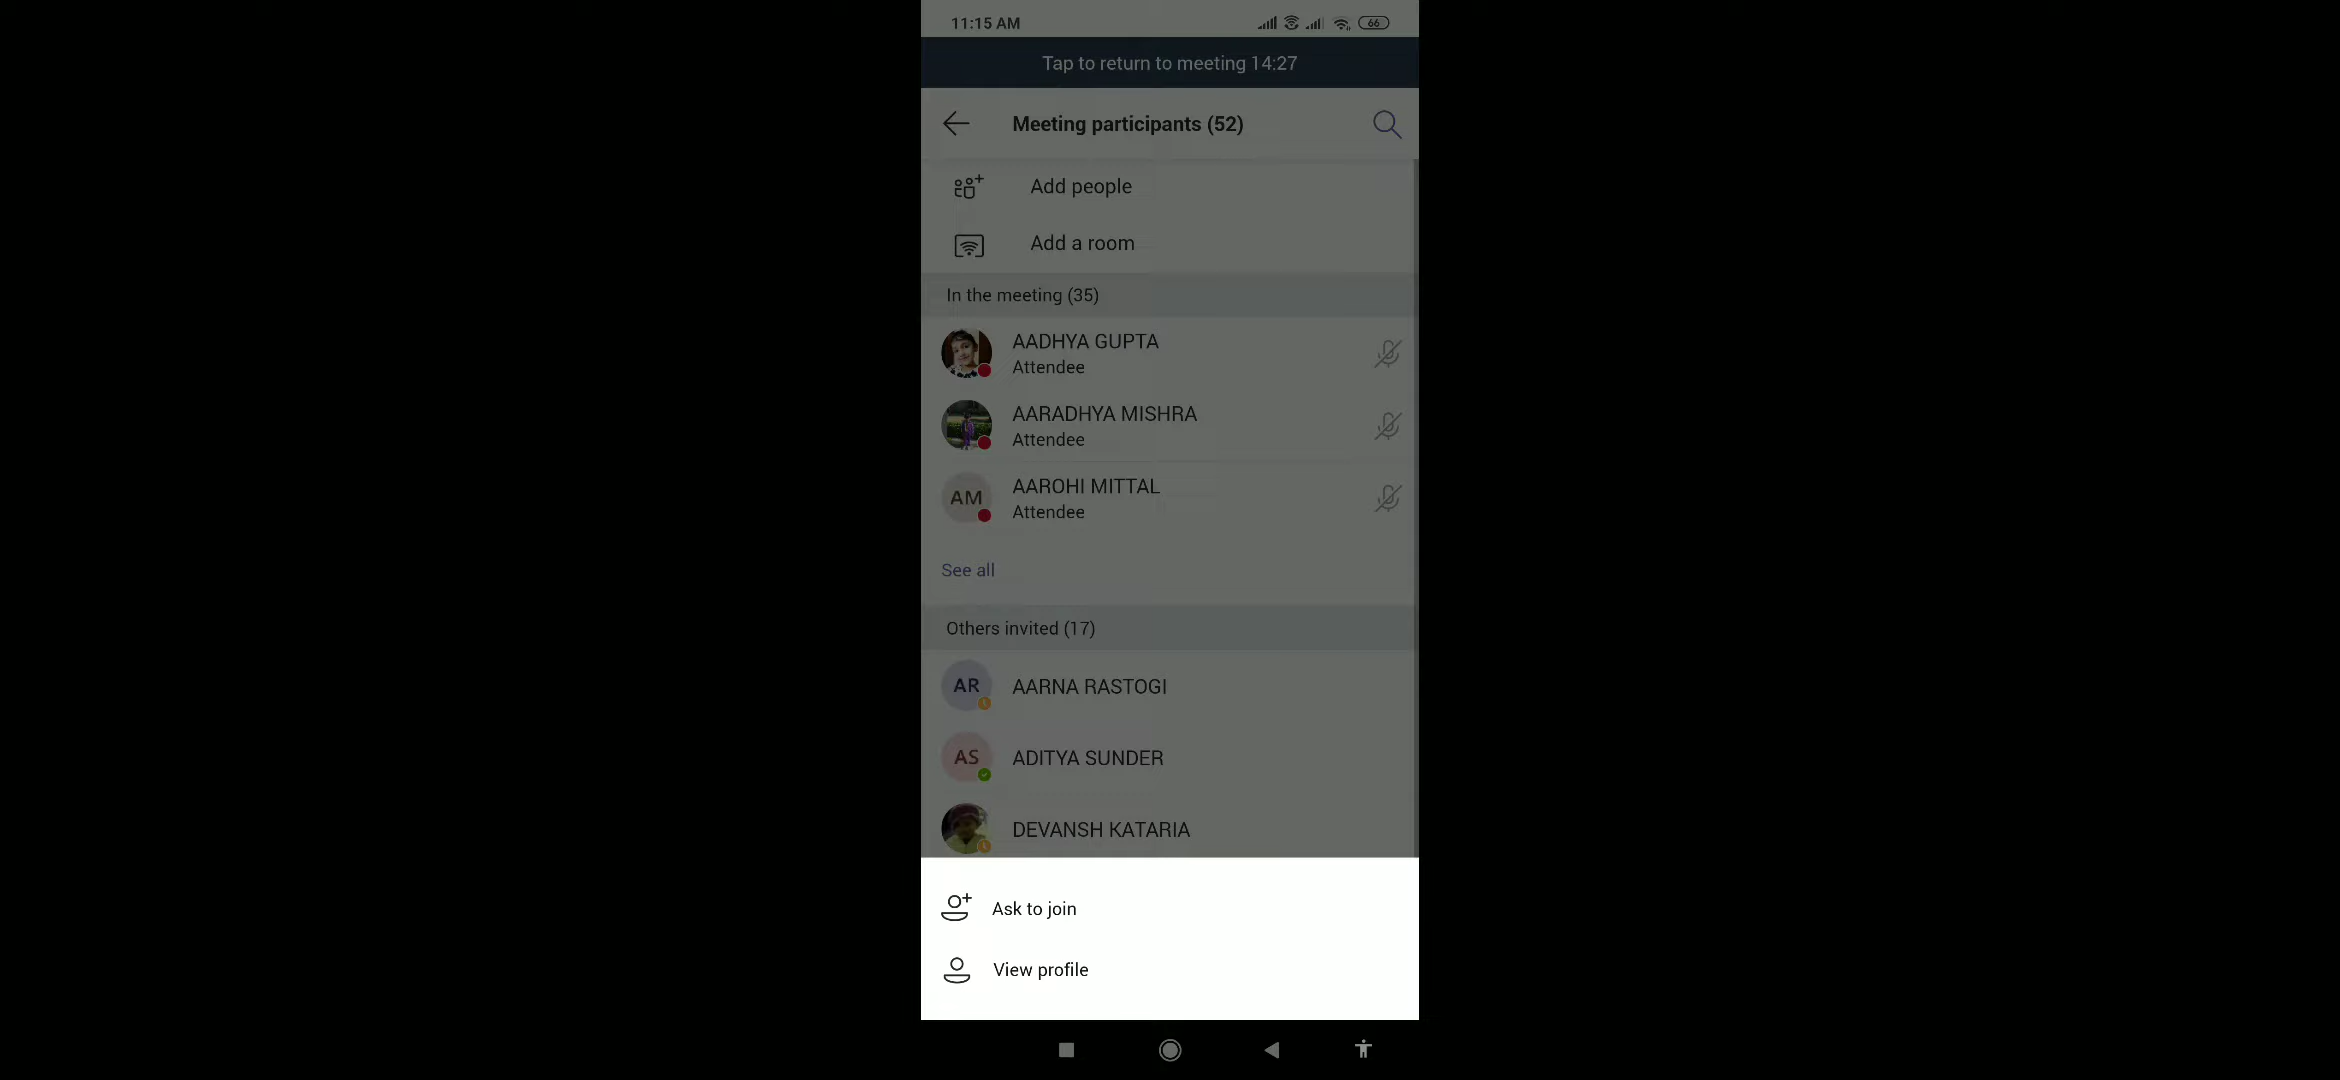 11:15 AM
66
Tap to return to meeting 14:27
Meeting participants (52)
Add people
Add a room
In the meeting (35)
AADHYA GUPTA
Attendee
AARADHYA MISHRA
Attendee
AM
AAROHI MITTAL
Attendee
See all
Others invited (17)
AR
AARNA RASTOGI
AS
ADITYA SUNDER
DEVANSH KATARIA
Ask to join
View profile